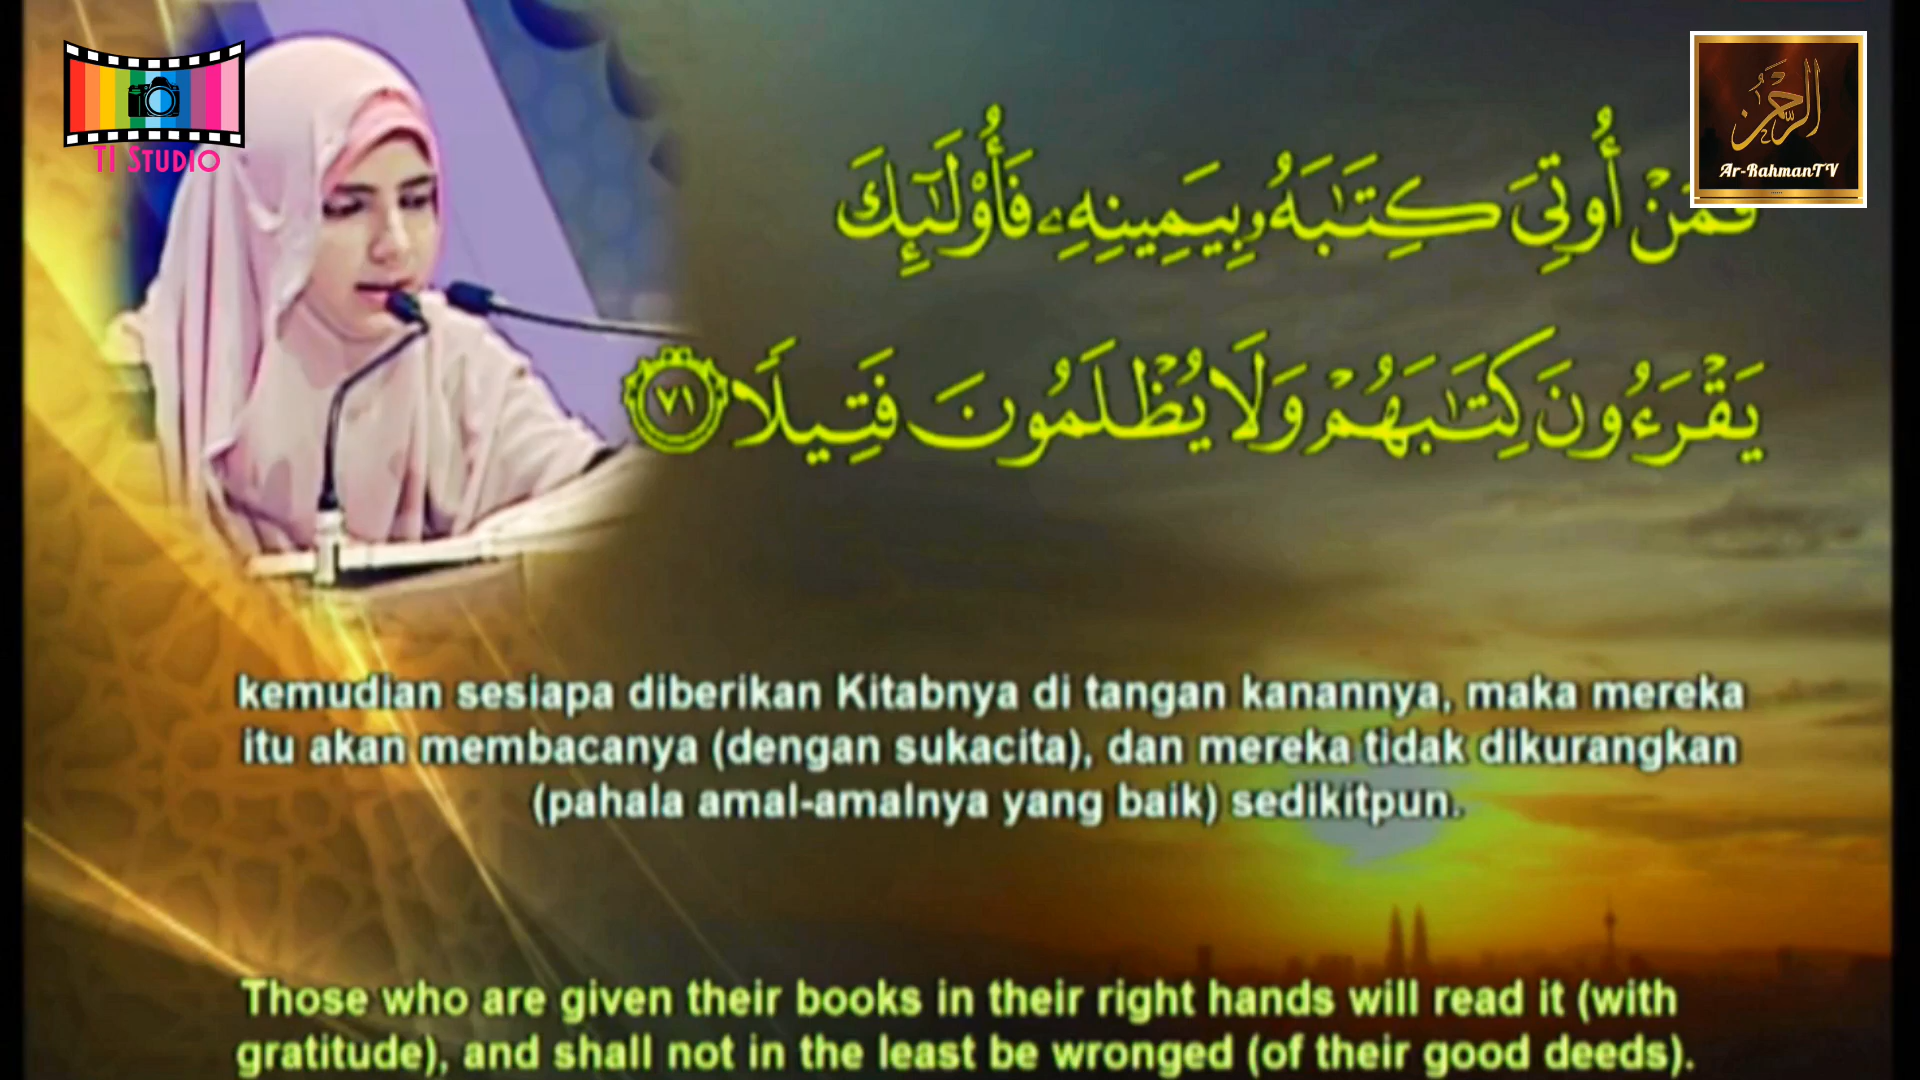 TI STUDIO
الرحمن
Ar-RahmanTV
فَمَنْ أُوتِىَ كِتَـٰبَهُۥ بِيَمِينِهِۦ فَأُو۟لَـٰٓئِكَ
يَقْرَءُونَ كِتَـٰبَهُمْ وَلَا يُظْلَمُونَ فَتِيلًا ٧١
kemudian sesiapa diberikan Kitabnya di tangan kanannya, maka mereka
itu akan membacanya (dengan sukacita), dan mereka tidak dikurangkan
(pahala amal-amalnya yang baik) sedikitpun.
Those who are given their books in their right hands will read it (with
gratitude), and shall not in the least be wronged (of their good deeds).